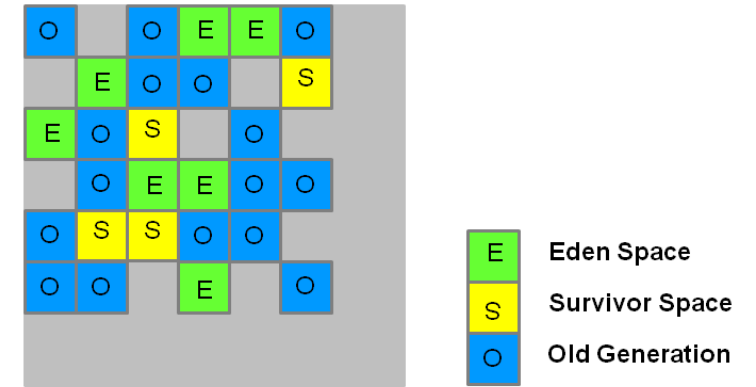 O O E E O
E O O S
E O S O
O E E O O
O S S O O
O O E O
E Eden Space
S Survivor Space
O Old Generation